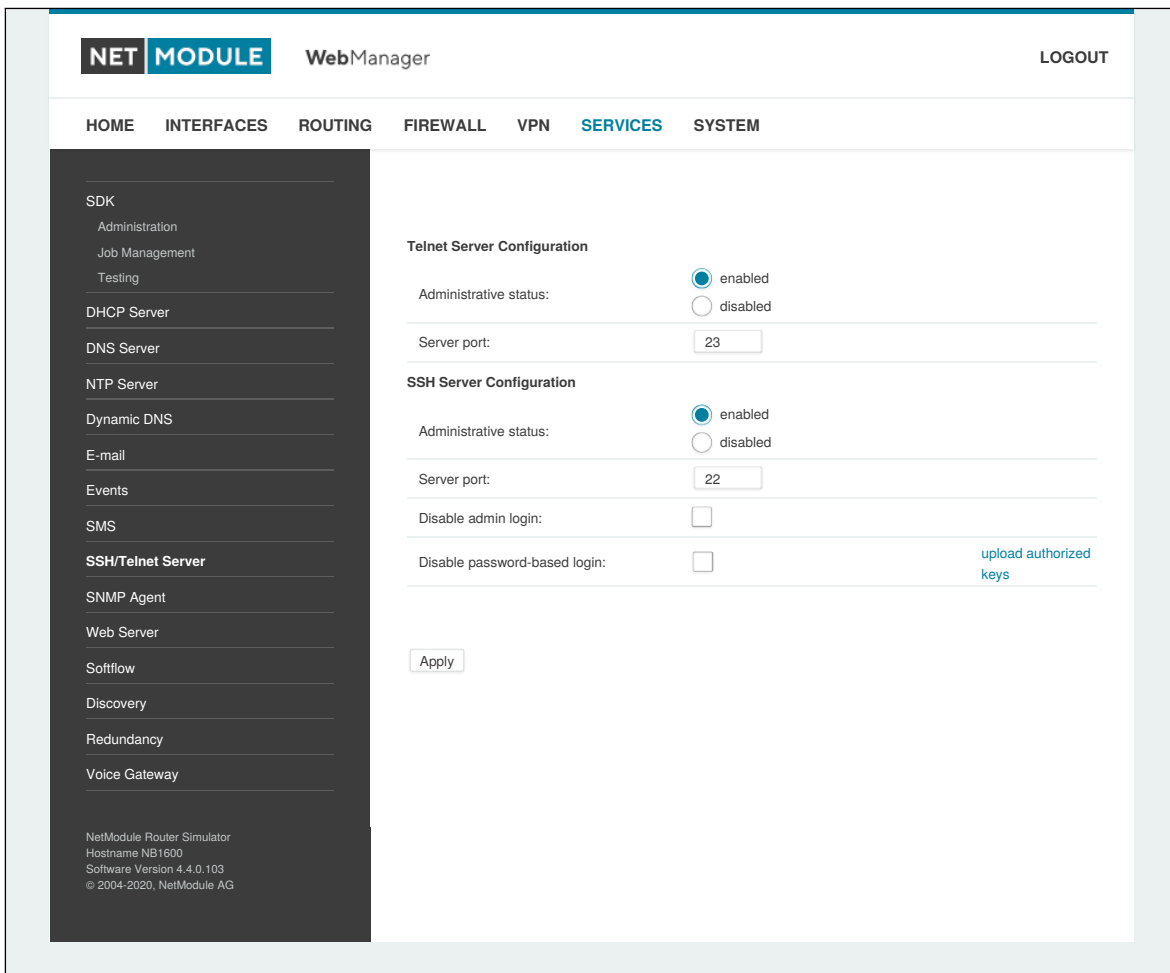 NET MODULE WebManager LOGOUT
HOME INTERFACES ROUTING FIREWALL VPN SERVICES SYSTEM
SDK
Administration
Job Management
Testing
DHCP Server
DNS Server
NTP Server
Dynamic DNS
E-mail
Events
SMS
SSH/Telnet Server
SNMP Agent
Web Server
Softflow
Discovery
Redundancy
Voice Gateway
NetModule Router Simulator
Hostname NB1600
Software Version 4.4.0.103
© 2004-2020, NetModule AG
Telnet Server Configuration
Administrative status:
enabled
disabled
Server port: 23
SSH Server Configuration
Administrative status:
enabled
disabled
Server port: 22
Disable admin login:
Disable password-based login:
upload authorized
keys
Apply